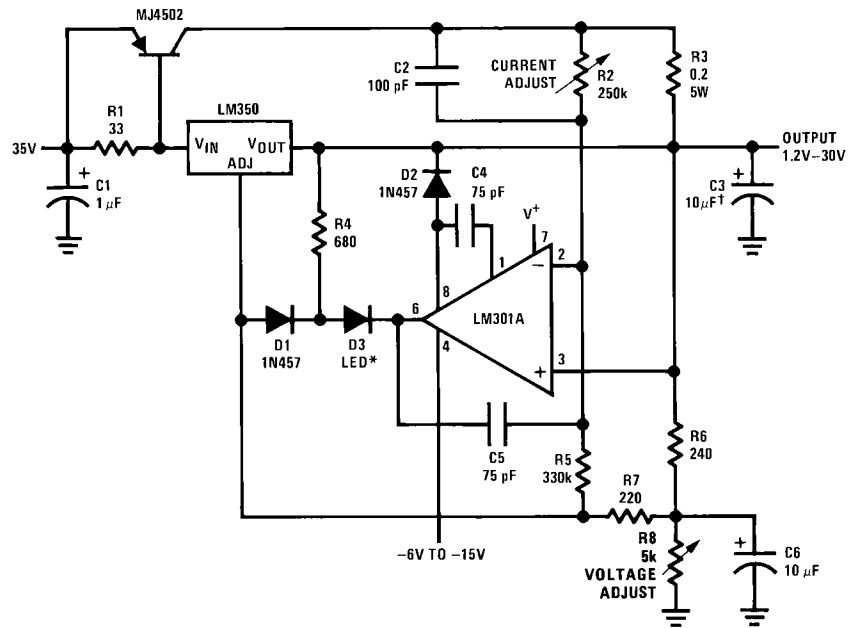 MJ4502
C2
100 pF
CURRENT
ADJUST
R2
250k
R3
0.2
5W
R1
33
LM350
35V
VIN
VOUT
ADJ
OUTPUT
1.2V–30V
+
C1
1 μF
R4
680
D2
1N457
C4
75 pF
V+
+
C3
10 μF†
7
1
2
−
8
6
LM301A
4
3
+
D1
1N457
D3
LED*
C5
75 pF
R5
330k
R6
240
R7
220
R8
5k
VOLTAGE
ADJUST
+
C6
10 μF
−6V TO −15V